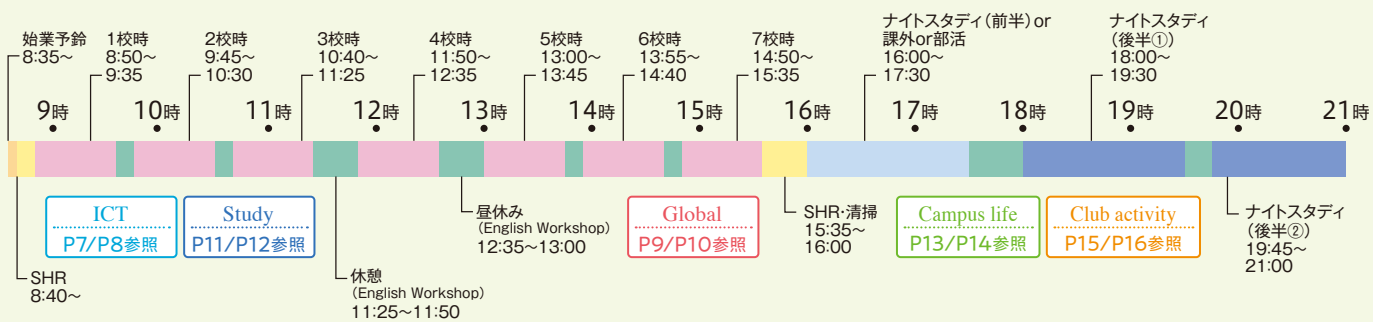 始業予鈴
8:35～
1校時
8:50～
9:35
2校時
9:45～
10:30
3校時
10:40～
11:25
4校時
11:50～
12:35
5校時
13:00～
13:45
6校時
13:55～
14:40
7校時
14:50～
15:35
ナイトスタディ(前半)or
課外or部活
16:00～
17:30
ナイトスタディ
(後半①)
18:00～
19:30
9時
10時
11時
12時
13時
14時
15時
16時
17時
18時
19時
20時
21時
SHR
8:40～
ICT
P7/P8参照
Study
P11/P12参照
休憩
(English Workshop)
11:25～11:50
昼休み
(English Workshop)
12:35～13:00
Global
P9/P10参照
SHR・清掃
15:35～
16:00
Campus life
P13/P14参照
Club activity
P15/P16参照
ナイトスタディ
(後半②)
19:45～
21:00